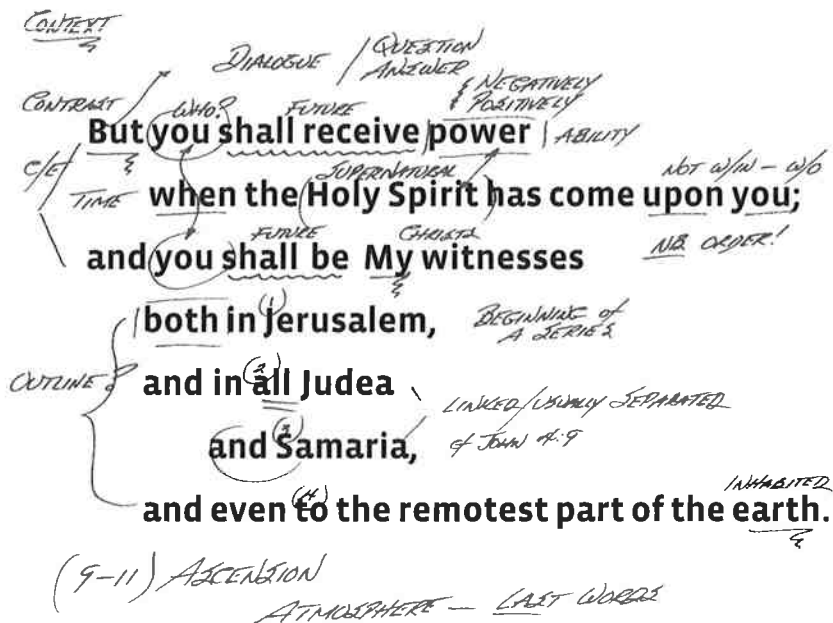 CONTEXT
DIALOGUE / QUESTION
ANSWER
CONTRAST WHO? FUTURE NEGATIVELY
POSITIVELY
But you shall receive power ABILITY
C/E SUPERNATURAL NOT W/IN – W/O
TIME when the Holy Spirit has come upon you;
FUTURE CHRIST'S NB ORDER!
and you shall be My witnesses
(1)
both in Jerusalem, BEGINNING of
A SERIES
OUTLINE? (2)
and in all Judea
LINKED/USUALLY SEPARATED
(3)
and Samaria, cf JOHN 4:9
(4) INHABITED
and even to the remotest part of the earth.
(9-11) ASCENSION
ATMOSPHERE – LAST WORDS